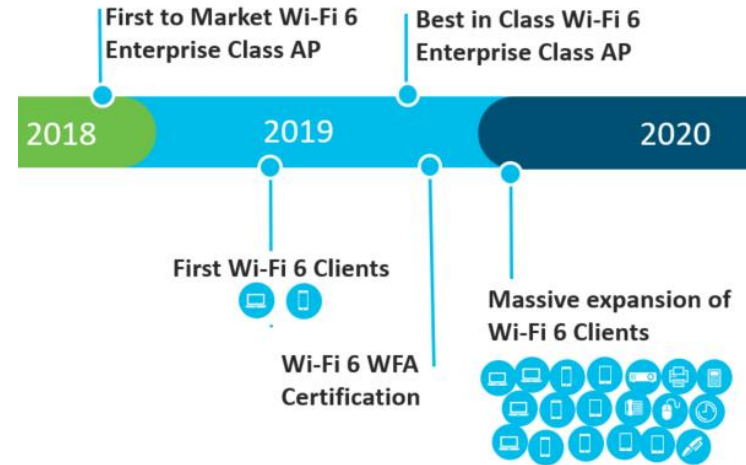 First to Market Wi-Fi 6
Enterprise Class AP
Best in Class Wi-Fi 6
Enterprise Class AP
2018
2019
2020
First Wi-Fi 6 Clients
Massive expansion of
Wi-Fi 6 Clients
Wi-Fi 6 WFA
Certification